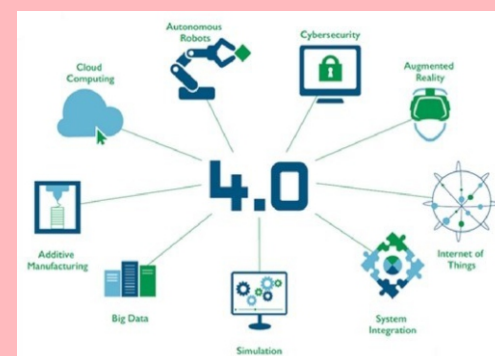 Autonomous
Robots
Cybersecurity
Cloud
Computing
Augmented
Reality
4.0
Additive
Manufacturing
Internet of
Things
Big Data
System
Integration
Simulation